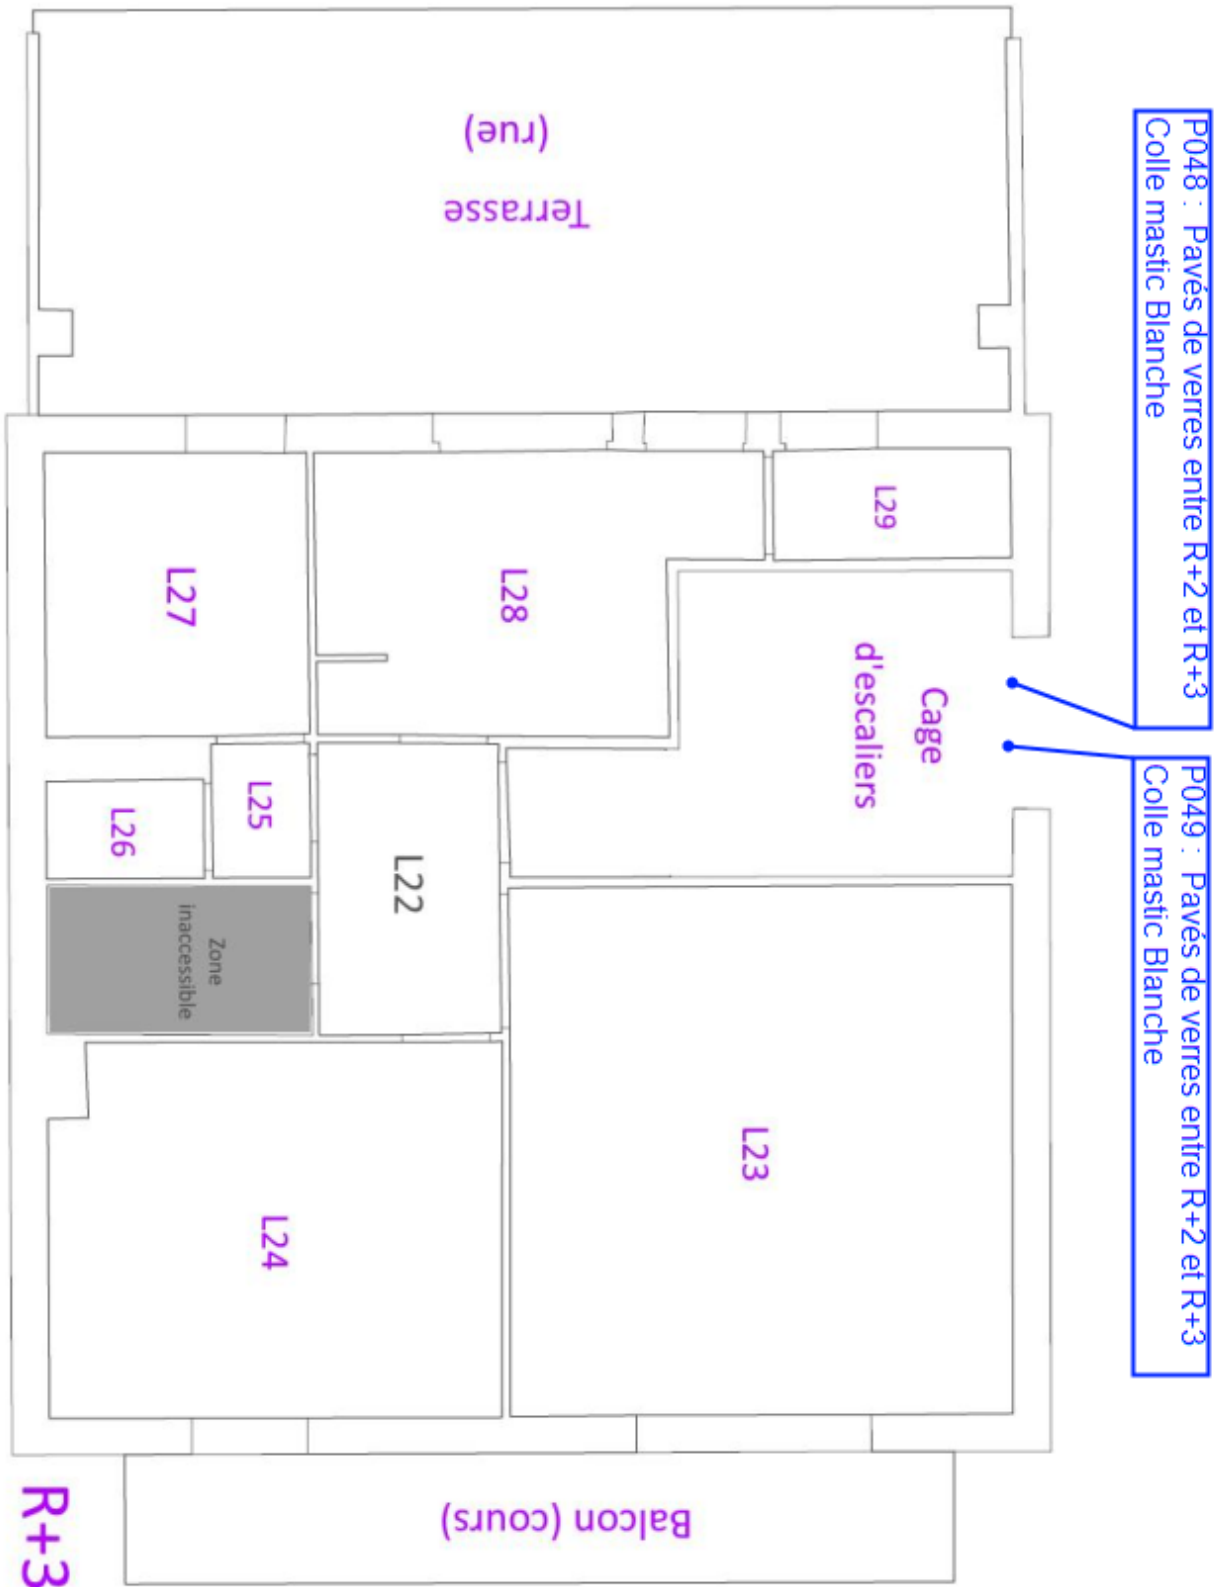 P048 : Pavés de verres entre R+2 et R+3
Colle mastic Blanche
P049 : Pavés de verres entre R+2 et R+3
Colle mastic Blanche
Terrasse
(rue)
L29
L28
L27
Cage
d'escaliers
L25
L26
L22
Zone
inaccessible
L23
L24
Balcon (cours)
R+3